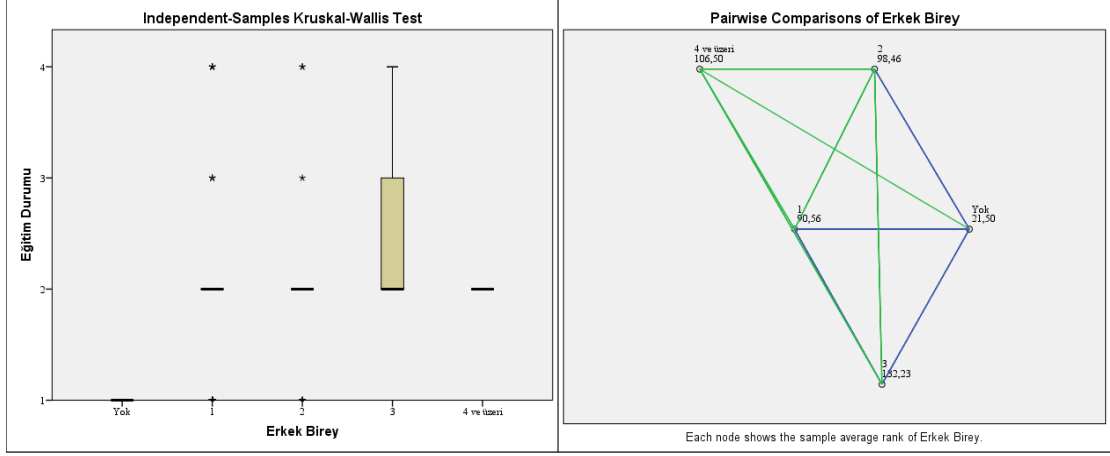 Independent-Samples Kruskal-Wallis Test
Eğitim Durumu
4
3
2
1
Yok
1
2
3
4 ve üzeri
Erkek Birey
Pairwise Comparisons of Erkek Birey
4 ve üzeri
106,50
2
98,46
1
90,56
Yok
21,50
3
132,23
Each node shows the sample average rank of Erkek Birey.